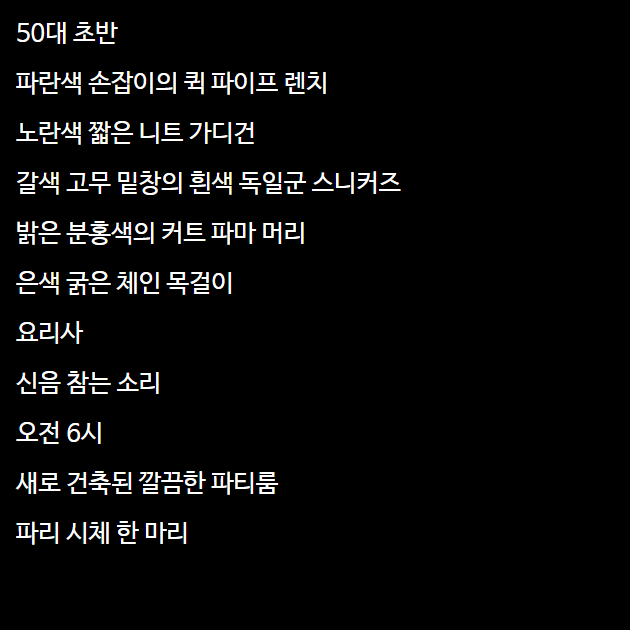 50대 초반
파란색 손잡이의 퀵 파이프 렌치
노란색 짧은 니트 가디건
갈색 고무 밑창의 흰색 독일군 스니커즈
밝은 분홍색의 커트 파마 머리
은색 굵은 체인 목걸이
요리사
신음 참는 소리
오전 6시
새로 건축된 깔끔한 파티룸
파리 시체 한 마리